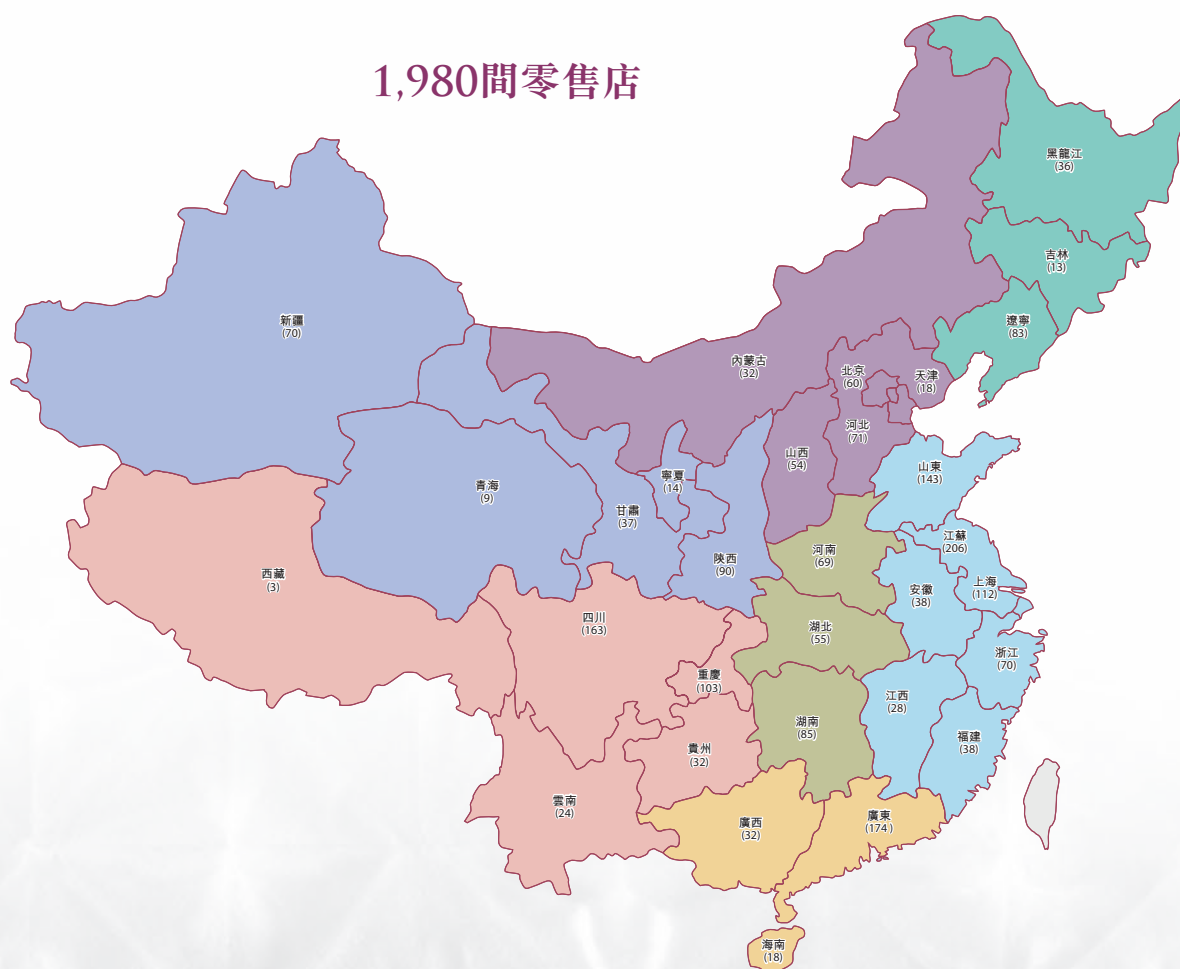 1,980間零售店
黑龍江
(36)
吉林
(13)
遼寧
(83)
新疆
(70)
內蒙古
(32)
北京
(60)
天津
(18)
河北
(71)
山西
(54)
山東
(143)
寧夏
(14)
青海
(9)
甘肅
(37)
陝西
(90)
河南
(69)
江蘇
(206)
安徽
(38)
上海
(112)
西藏
(3)
四川
(163)
湖北
(55)
浙江
(70)
重慶
(103)
江西
(28)
湖南
(85)
福建
(38)
貴州
(32)
雲南
(24)
廣西
(32)
廣東
(174 )
海南
(18)